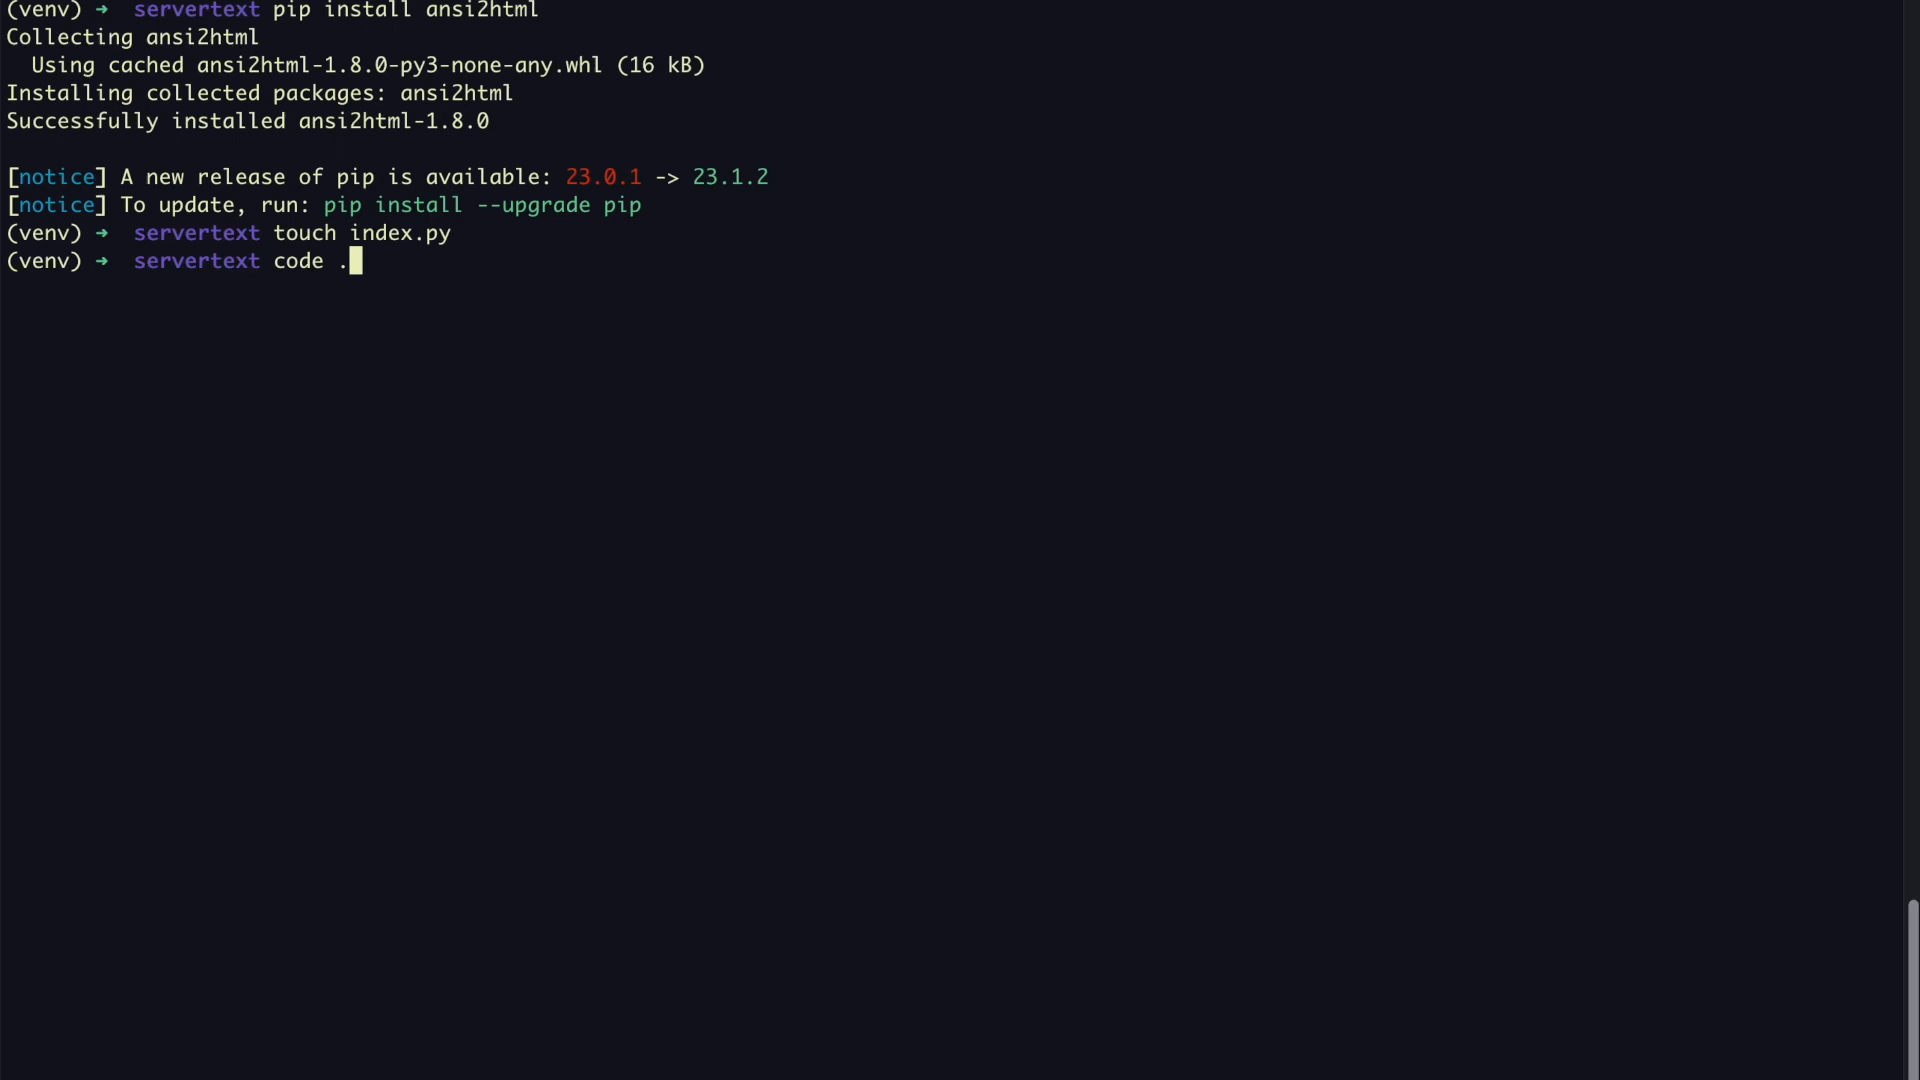 (venv) ➜  servertext pip install ansi2html
Collecting ansi2html
  Using cached ansi2html-1.8.0-py3-none-any.whl (16 kB)
Installing collected packages: ansi2html
Successfully installed ansi2html-1.8.0

[notice] A new release of pip is available: 23.0.1 -> 23.1.2
[notice] To update, run: pip install --upgrade pip
(venv) ➜  servertext touch index.py
(venv) ➜  servertext code .